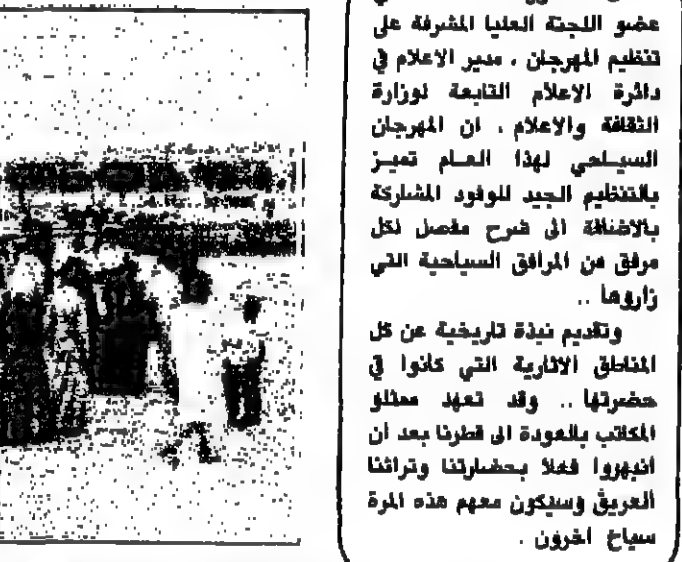 عضو اللجنة العليا المشرفة على
تنظيم المهرجان . مدير الاعلام في
دائرة الاعلام التابعة لوزارة
الثقافة والاعلام . ان المهرجان
السياحي لهذا العام تميز
بالتنظيم الجيد للوفود المشاركة
بالاضافة الى شرح مفصل لكل
مرفق من المرافق السياحية التي
زاروها ..
وتقديم نبذة تاريخية عن كل
المناطق الاثارية التي كانوا في
حضرتها .. وقد تعهد ممثلو
المكاتب بالعودة الى قطرنا بعد أن
أنبهروا فعلا بحضارتنا وتراثنا
العريق وسيكون معهم هذه المرة
سياح اخرون .